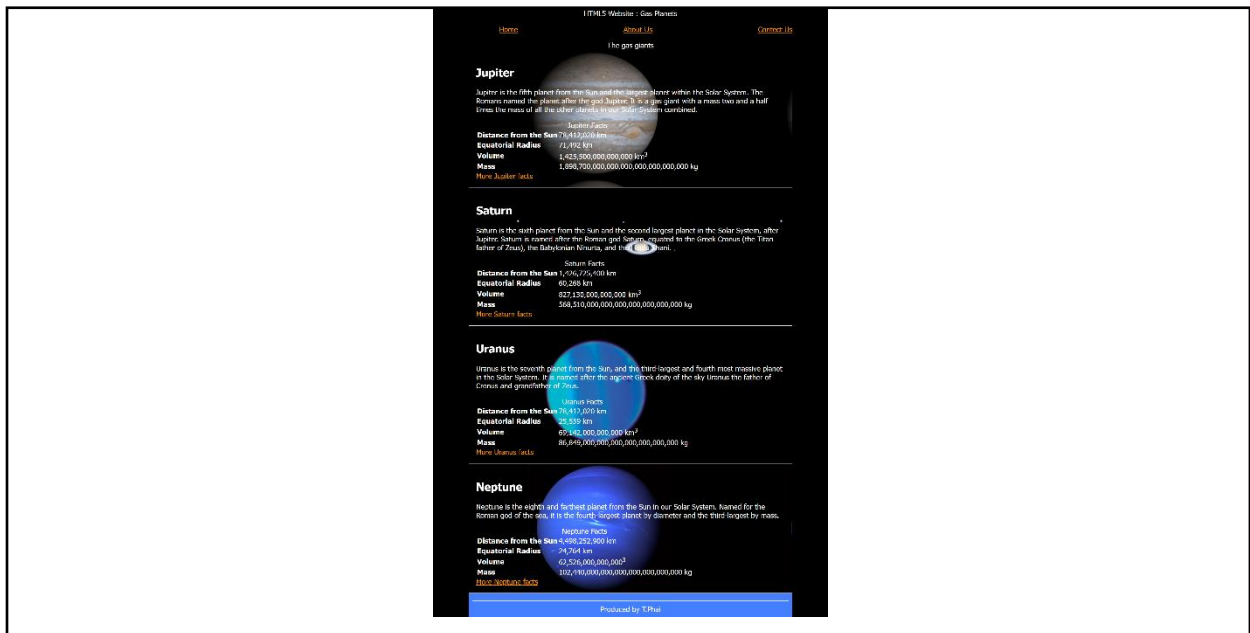 HTML5 Website : Gas Planets
Home About Us Contact Us
The gas giants
Jupiter
Jupiter is the fifth planet from the Sun and the largest planet within the Solar System. The
Romans named the planet after the god Jupiter. It is a gas giant with a mass two and a half
times the mass of all the other planets in our Solar System combined.
Jupiter Facts
Distance from the Sun 78,412,020 km
Equatorial Radius 71,492 km
Volume 1,425,500,000,000,000 km³
Mass 1,898,700,000,000,000,000,000,000,000 kg
More Jupiter facts
Saturn
Saturn is the sixth planet from the Sun and the second largest planet in the Solar System, after
Jupiter. Saturn is named after the Roman god Saturn, equated to the Greek Cronus (the Titan
father of Zeus), the Babylonian Ninurta, and the Shani. .
Saturn Facts
Distance from the Sun 1,426,725,400 km
Equatorial Radius 60,268 km
Volume 827,130,000,000,000 km³
Mass 568,510,000,000,000,000,000,000,000 kg
More Saturn facts
Uranus
Uranus is the seventh planet from the Sun, and the third-largest and fourth most massive planet
in the Solar System. It is named after the ancient Greek deity of the sky Uranus the father of
Cronus and grandfather of Zeus.
Uranus Facts
Distance from the Sun 78,412,020 km
Equatorial Radius 25,559 km
Volume 69,142,000,000,000 km³
Mass 86,849,000,000,000,000,000,000,000 kg
More Uranus facts
Neptune
Neptune is the eighth and farthest planet from the Sun in our Solar System. Named for the
Roman god of the sea, it is the fourth-largest planet by diameter and the third-largest by mass.
Neptune Facts
Distance from the Sun 4,498,252,900 km
Equatorial Radius 24,764 km
Volume 62,526,000,000,000³
Mass 102,440,000,000,000,000,000,000,000 kg
More Neptune facts
Produced by T.Phai